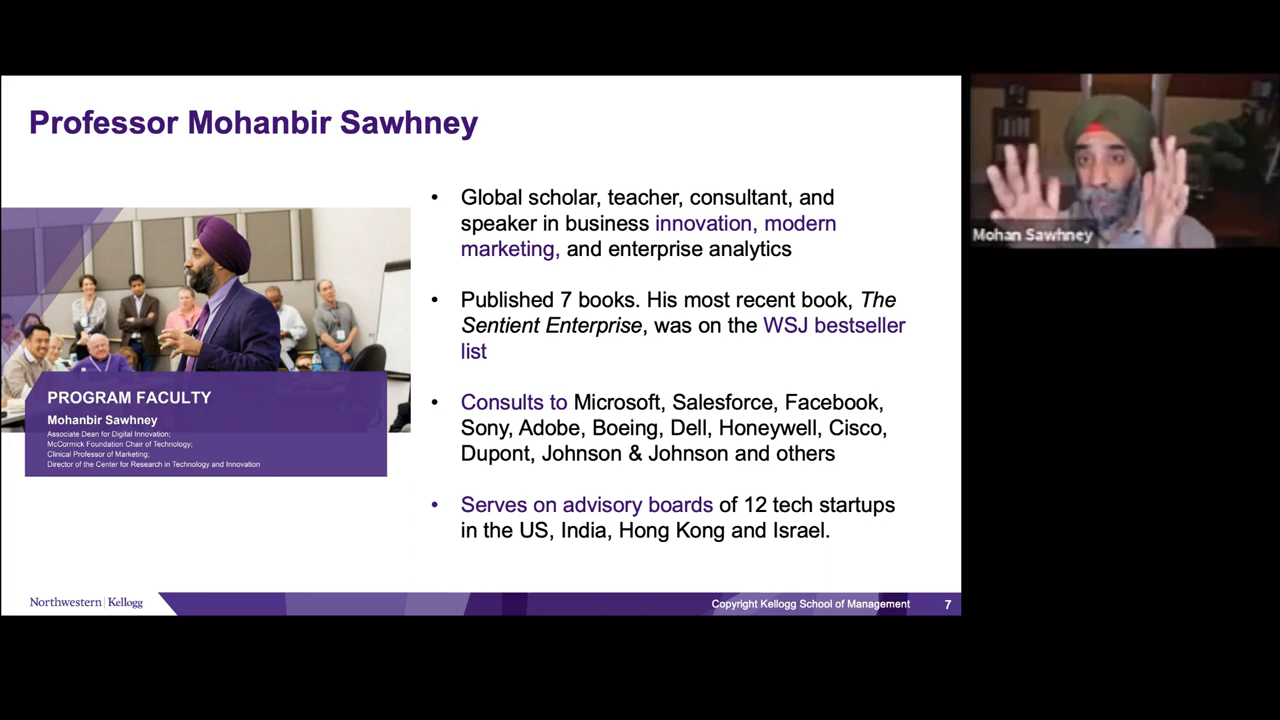 Professor Mohanbir Sawhney
• Global scholar, teacher, consultant, and
speaker in business innovation, modern
marketing, and enterprise analytics
• Published 7 books. His most recent book, The
Sentient Enterprise, was on the WSJ bestseller
list
• Consults to Microsoft, Salesforce, Facebook,
Sony, Adobe, Boeing, Dell, Honeywell, Cisco,
Dupont, Johnson & Johnson and others
• Serves on advisory boards of 12 tech startups
in the US, India, Hong Kong and Israel.
PROGRAM FACULTY
Mohanbir Sawhney
Associate Dean for Digital Innovation;
McCormick Foundation Chair of Technology;
Clinical Professor of Marketing;
Director of the Center for Research in Technology and Innovation
Northwestern | Kellogg
Copyright Kellogg School of Management 7
Mohan Sawhney